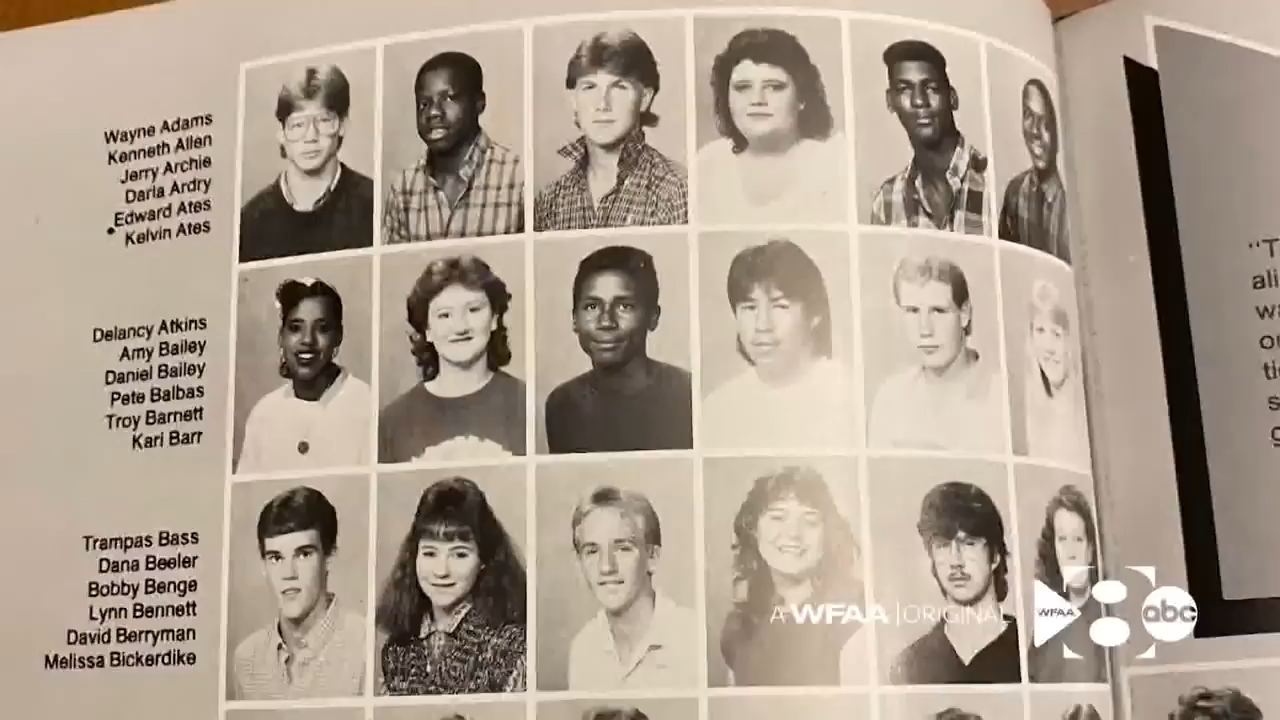 Wayne Adams
Kenneth Allen
Jerry Archie
Darla Ardry
Edward Ates
Kelvin Ates
Delancy Atkins
Amy Bailey
Daniel Bailey
Pete Balbas
Troy Barnett
Kari Barr
Trampas Bass
Dana Beeler
Bobby Benge
Lynn Bennett
David Berryman
Melissa Bickerdike
A WFAA | ORIGINAL
WFAA 8 abc